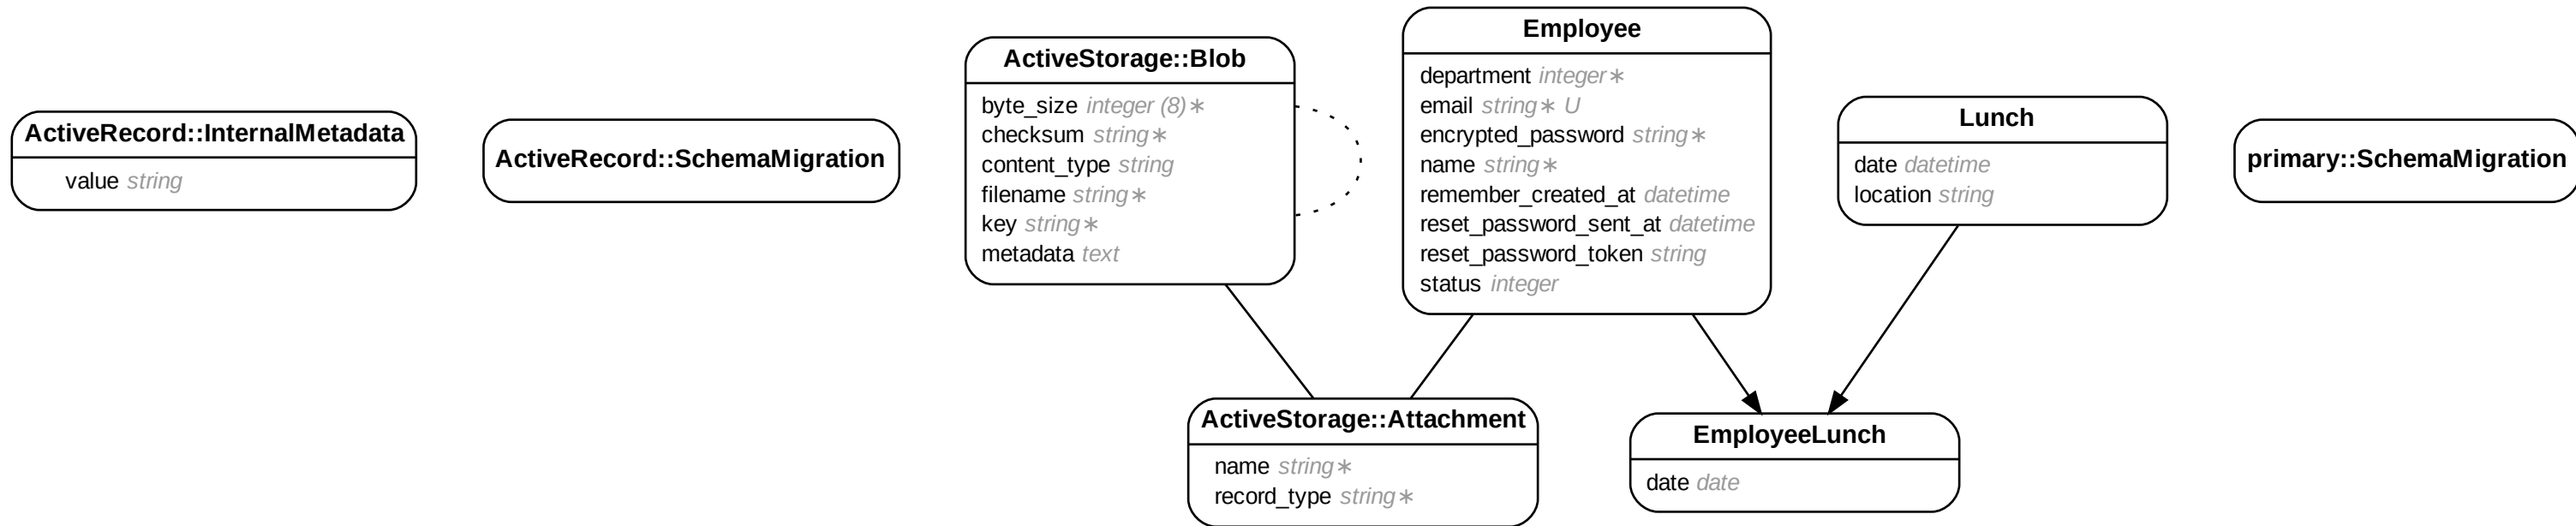 ActiveRecord::InternalMetadata
value string
ActiveRecord::SchemaMigration
ActiveStorage::Blob
byte_size integer (8)∗
checksum string∗
content_type string
filename string∗
key string∗
metadata text
Employee
department integer∗
email string∗ U
encrypted_password string∗
name string∗
remember_created_at datetime
reset_password_sent_at datetime
reset_password_token string
status integer
Lunch
date datetime
location string
primary::SchemaMigration
ActiveStorage::Attachment
name string∗
record_type string∗
EmployeeLunch
date date